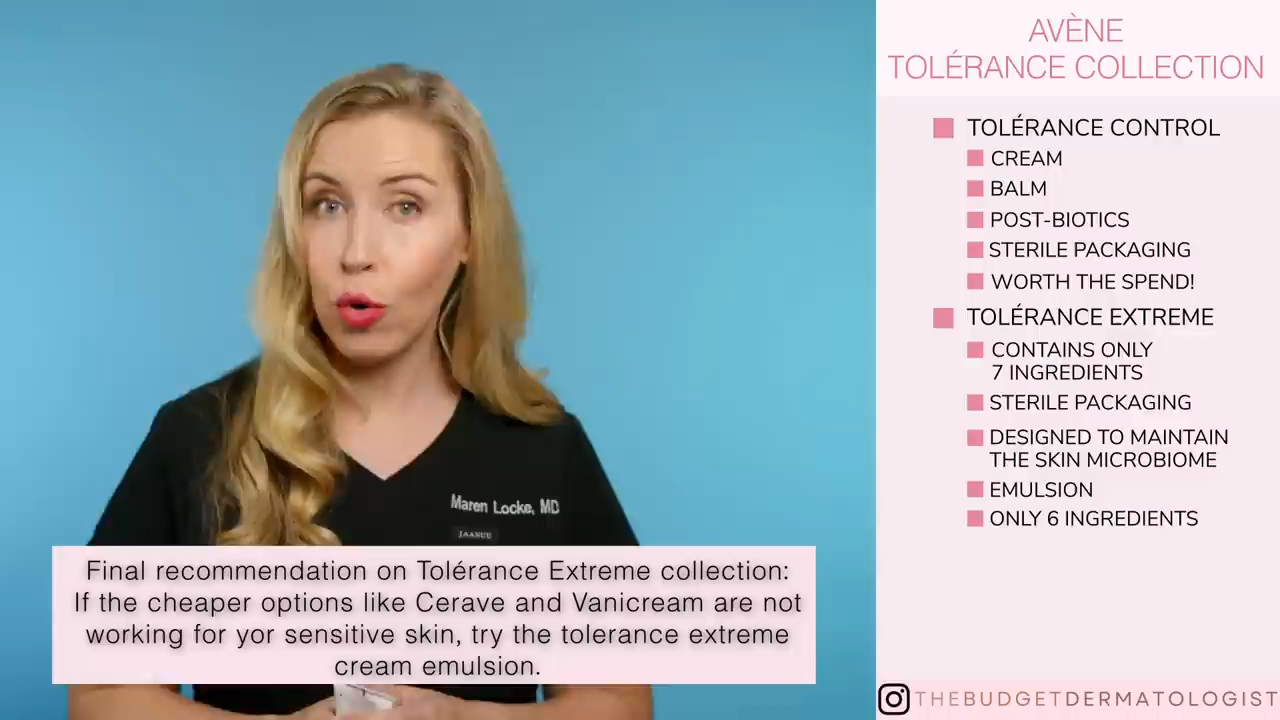 AVÈNE
TOLÉRANCE COLLECTION
TOLÉRANCE CONTROL
CREAM
BALM
POST-BIOTICS
STERILE PACKAGING
WORTH THE SPEND!
TOLÉRANCE EXTREME
CONTAINS ONLY
7 INGREDIENTS
STERILE PACKAGING
DESIGNED TO MAINTAIN
THE SKIN MICROBIOME
EMULSION
ONLY 6 INGREDIENTS
Maren Locke, MD
JAANUU
Final recommendation on Tolérance Extreme collection:
If the cheaper options like Cerave and Vanicream are not
working for yor sensitive skin, try the tolerance extreme
cream emulsion.
THEBUDGETDERMATOLOGIST